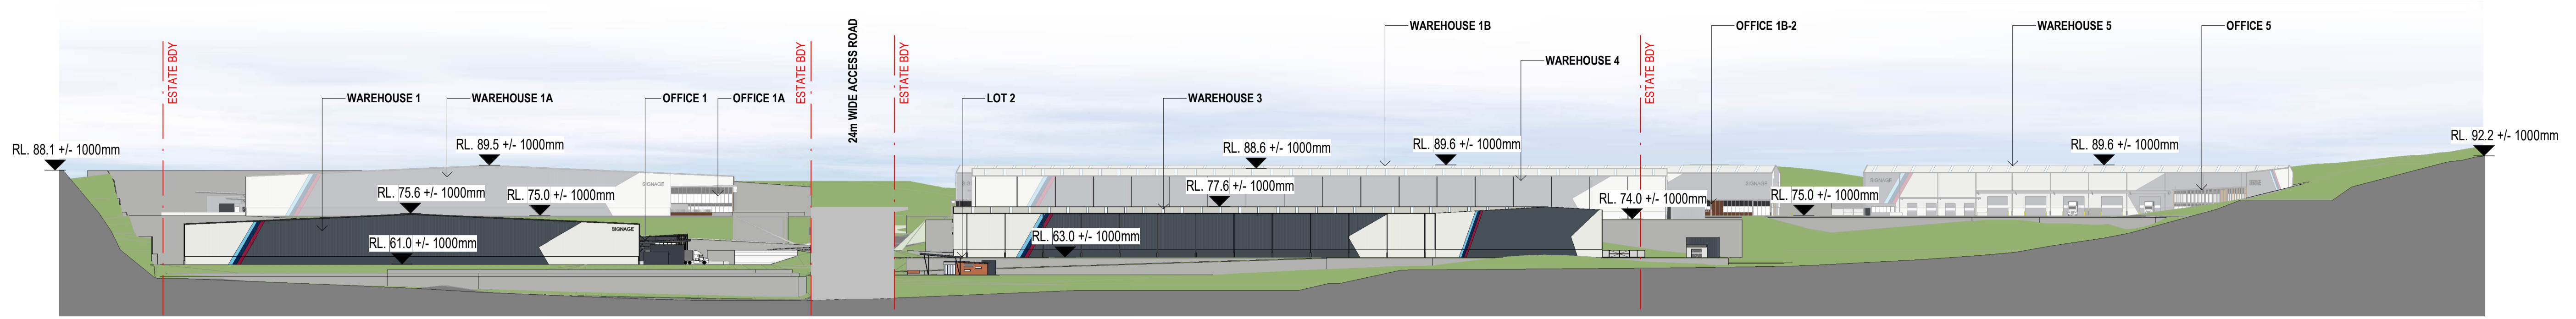 WAREHOUSE 1B
OFFICE 1B-2
WAREHOUSE 5
OFFICE 5
24m WIDE ACCESS ROAD
ESTATE BDY
ESTATE BDY
ESTATE BDY
ESTATE BDY
WAREHOUSE 4
WAREHOUSE 1
WAREHOUSE 1A
OFFICE 1
OFFICE 1A
LOT 2
WAREHOUSE 3
RL. 88.1 +/- 1000mm
RL. 89.5 +/- 1000mm
RL. 88.6 +/- 1000mm
RL. 89.6 +/- 1000mm
RL. 89.6 +/- 1000mm
RL. 92.2 +/- 1000mm
RL. 75.6 +/- 1000mm
RL. 75.0 +/- 1000mm
RL. 77.6 +/- 1000mm
RL. 74.0 +/- 1000mm
RL. 75.0 +/- 1000mm
SIGNAGE
SIGNAGE
SIGNAGE
SIGNAGE
RL. 61.0 +/- 1000mm
RL. 63.0 +/- 1000mm